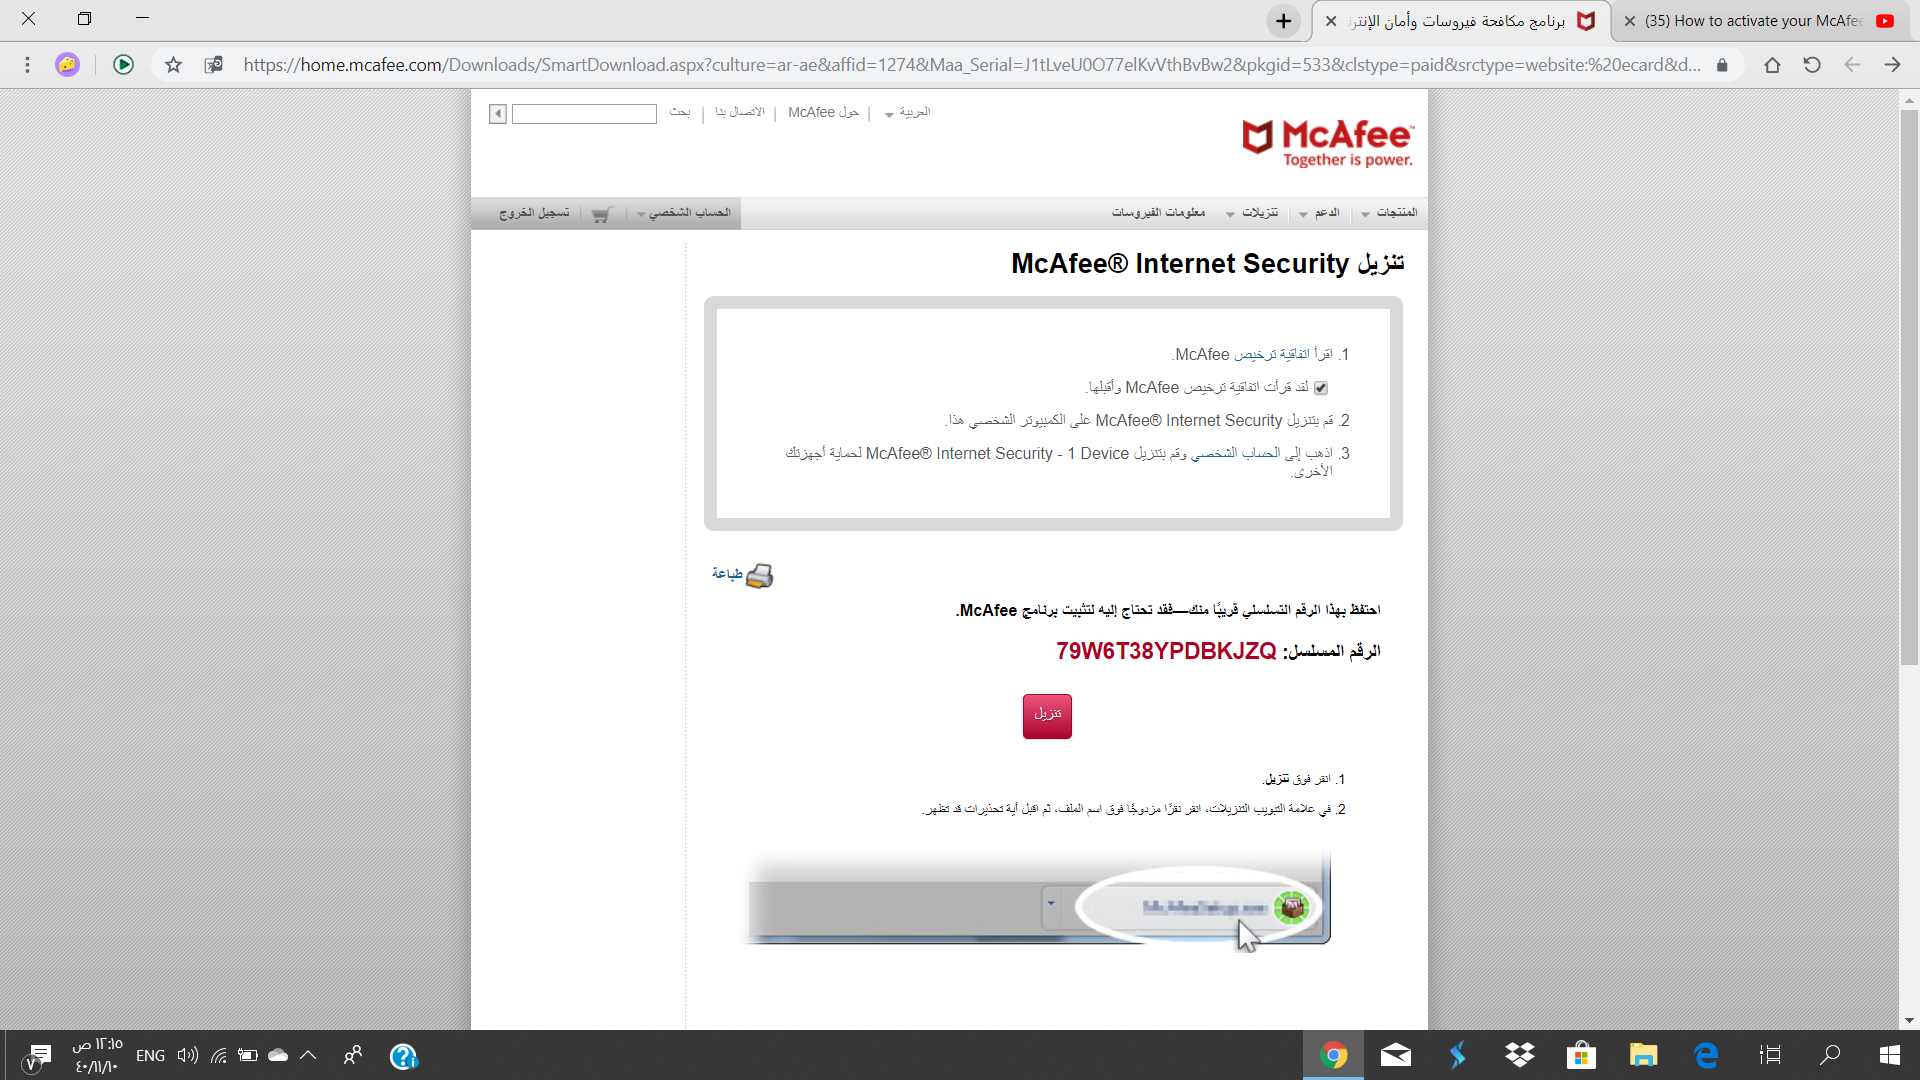 برنامج مكافحة فيروسات وأمان الإنترن
(35) How to activate your McAfee
https://home.mcafee.com/Downloads/SmartDownload.aspx?culture=ar-ae&affid=1274&Maa_Serial=J1tLveU0O77elKvVthBvBw2&pkgid=533&clstype=paid&srctype=website:%20ecard&d...
العربية | حول McAfee | الاتصال بنا | بحث
McAfee™
Together is power.
المنتجات الدعم تنزيلات معلومات الفيروسات الحساب الشخصي تسجيل الخروج
تنزيل McAfee® Internet Security
1. اقرأ اتفاقية ترخيص McAfee.
لقد قرأت اتفاقية ترخيص McAfee وأقبلها.
2. قم بتنزيل McAfee® Internet Security على الكمبيوتر الشخصي هذا.
3. اذهب إلى الحساب الشخصي وقم بتنزيل McAfee® Internet Security - 1 Device لحماية أجهزتك
الأخرى.
طباعة
احتفظ بهذا الرقم التسلسلي قريبًا منك—فقد تحتاج إليه لتثبيت برنامج McAfee.
الرقم المسلسل: 79W6T38YPDBKJZQ
تنزيل
1. انقر فوق تنزيل.
2. في علامة التبويب التنزيلات، انقر نقرًا مزدوجًا فوق اسم الملف، ثم اقبل أية تحذيرات قد تظهر.
ENG
١٢:١٥ ص
٤٠/١١/١٠
٧